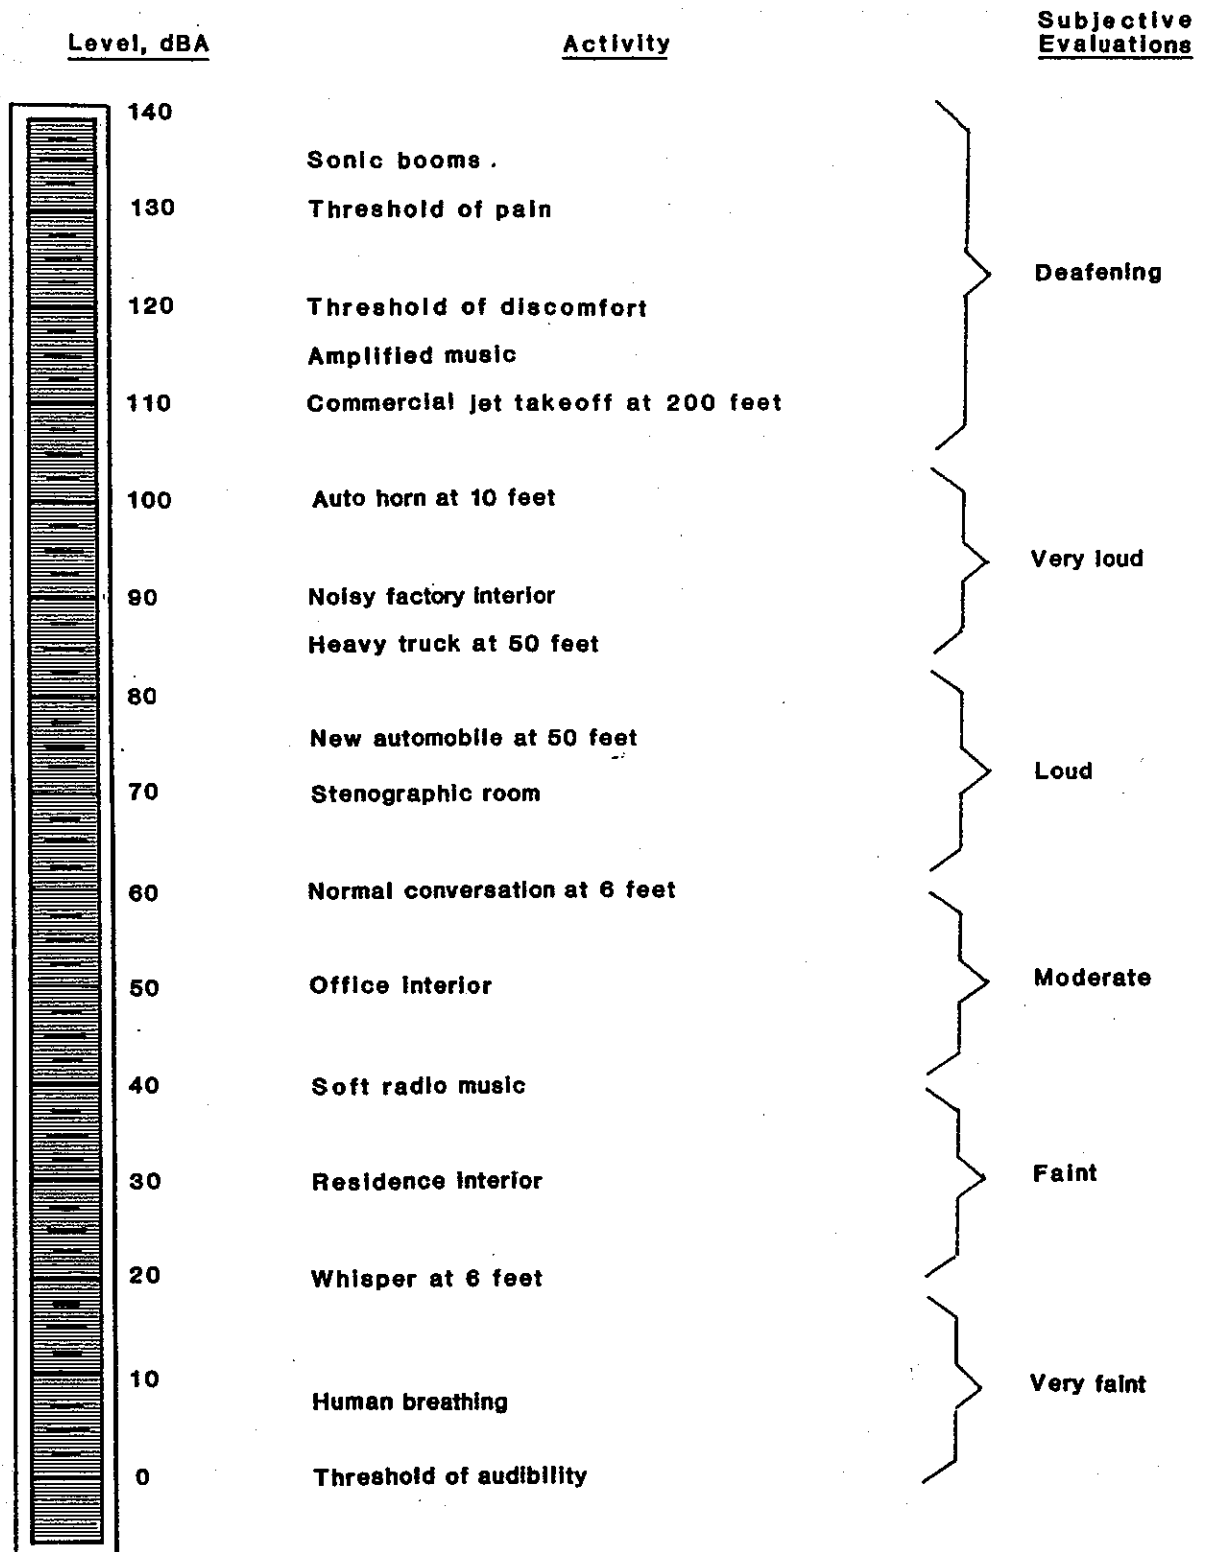 Level, dBA Activity Subjective
Evaluations
140
Sonic booms.
130 Threshold of pain
Deafening
120 Threshold of discomfort
Amplified music
110 Commercial jet takeoff at 200 feet
100 Auto horn at 10 feet
Very loud
90 Noisy factory interior
Heavy truck at 50 feet
80
New automobile at 50 feet
Loud
70 Stenographic room
60 Normal conversation at 6 feet
50 Office interior Moderate
40 Soft radio music
30 Residence interior Faint
20 Whisper at 6 feet
10 Very faint
Human breathing
0 Threshold of audibility